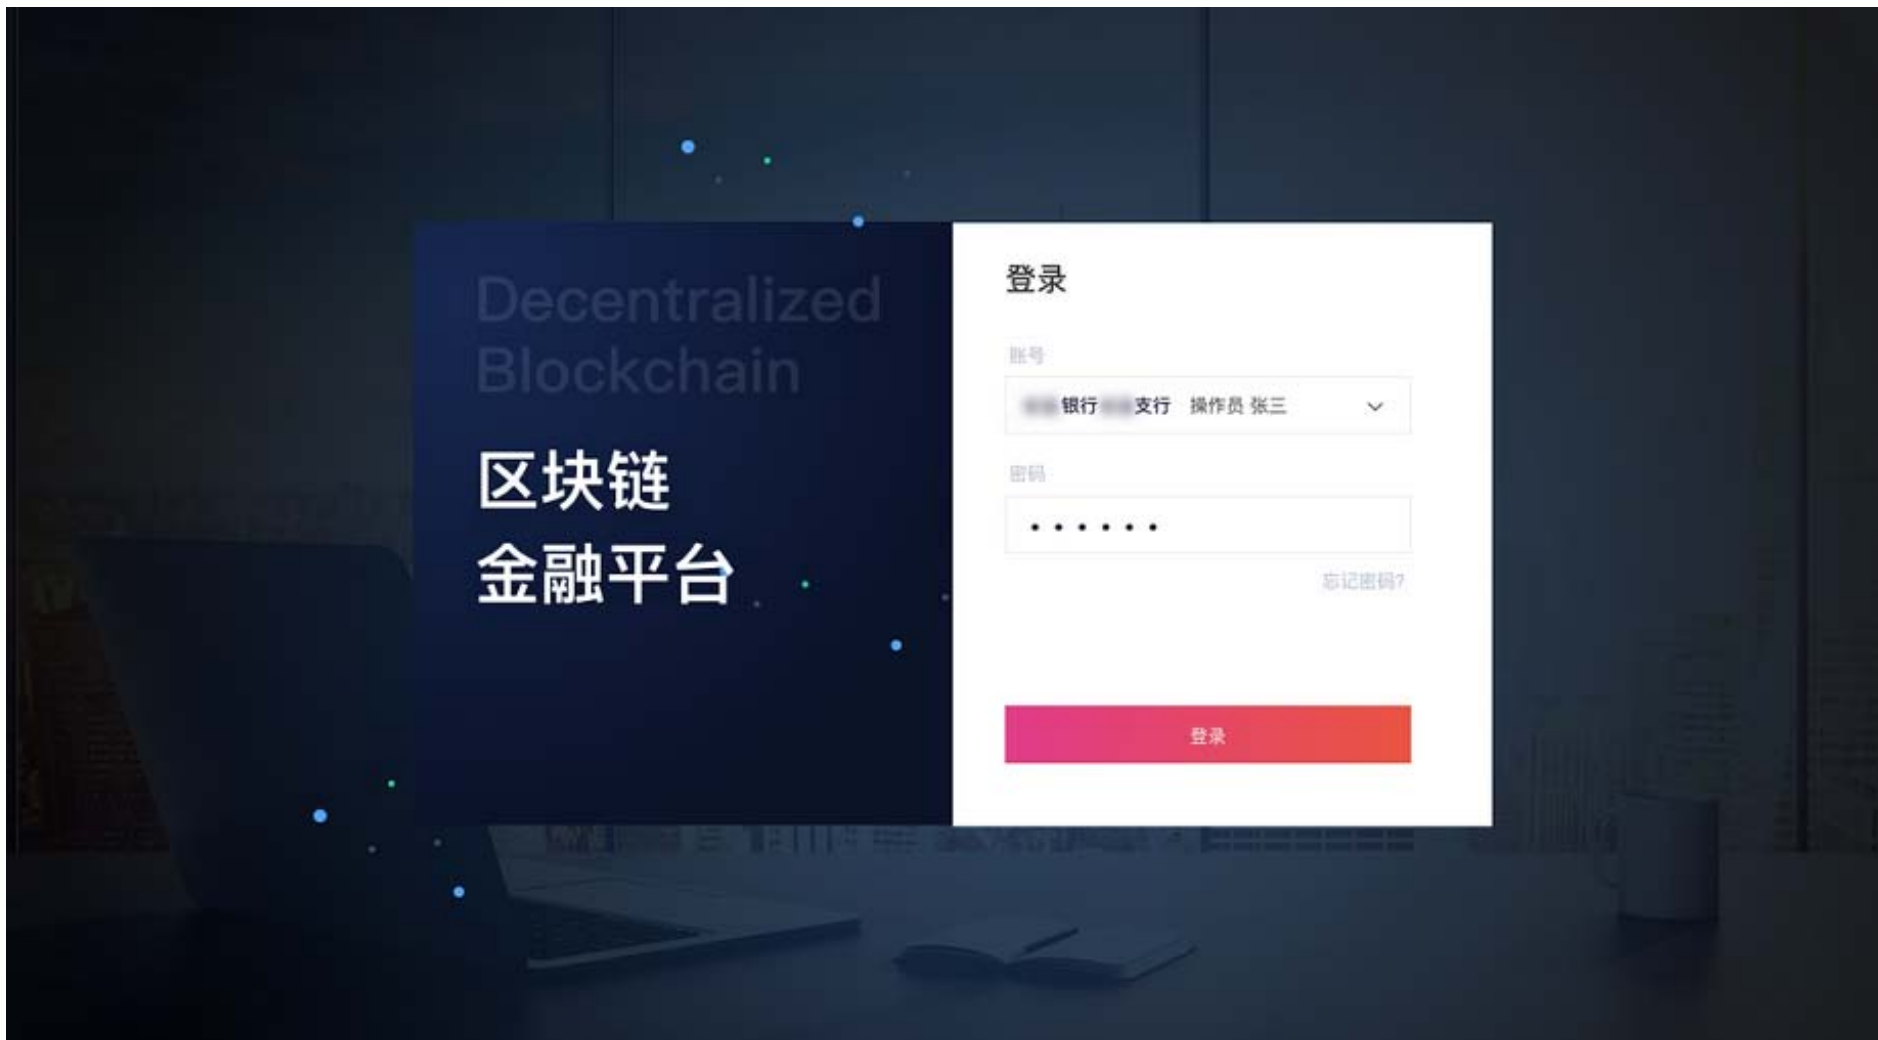 Decentralized
Blockchain
区块链
金融平台
登录
账号
银行 支行 操作员 张三
密码
忘记密码?
登录